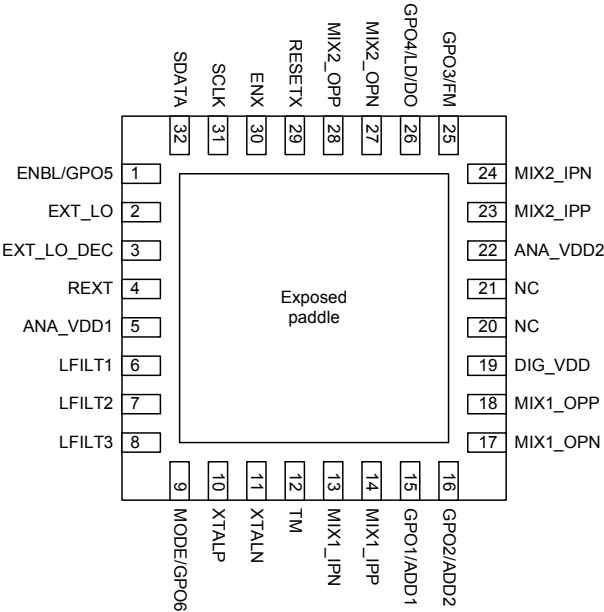 SDATA
SCLK
ENX
RESETX
MIX2_OPP
MIX2_OPN
GPO4/LD/DO
GPO3/FM
32
31
30
29
28
27
26
25
ENBL/GPO5 1
EXT_LO 2
EXT_LO_DEC 3
REXT 4
ANA_VDD1 5
LFILT1 6
LFILT2 7
LFILT3 8
Exposed
paddle
24 MIX2_IPN
23 MIX2_IPP
22 ANA_VDD2
21 NC
20 NC
19 DIG_VDD
18 MIX1_OPP
17 MIX1_OPN
9
10
11
12
13
14
15
16
MODE/GPO6
XTALP
XTALN
TM
MIX1_IPN
MIX1_IPP
GPO1/ADD1
GPO2/ADD2